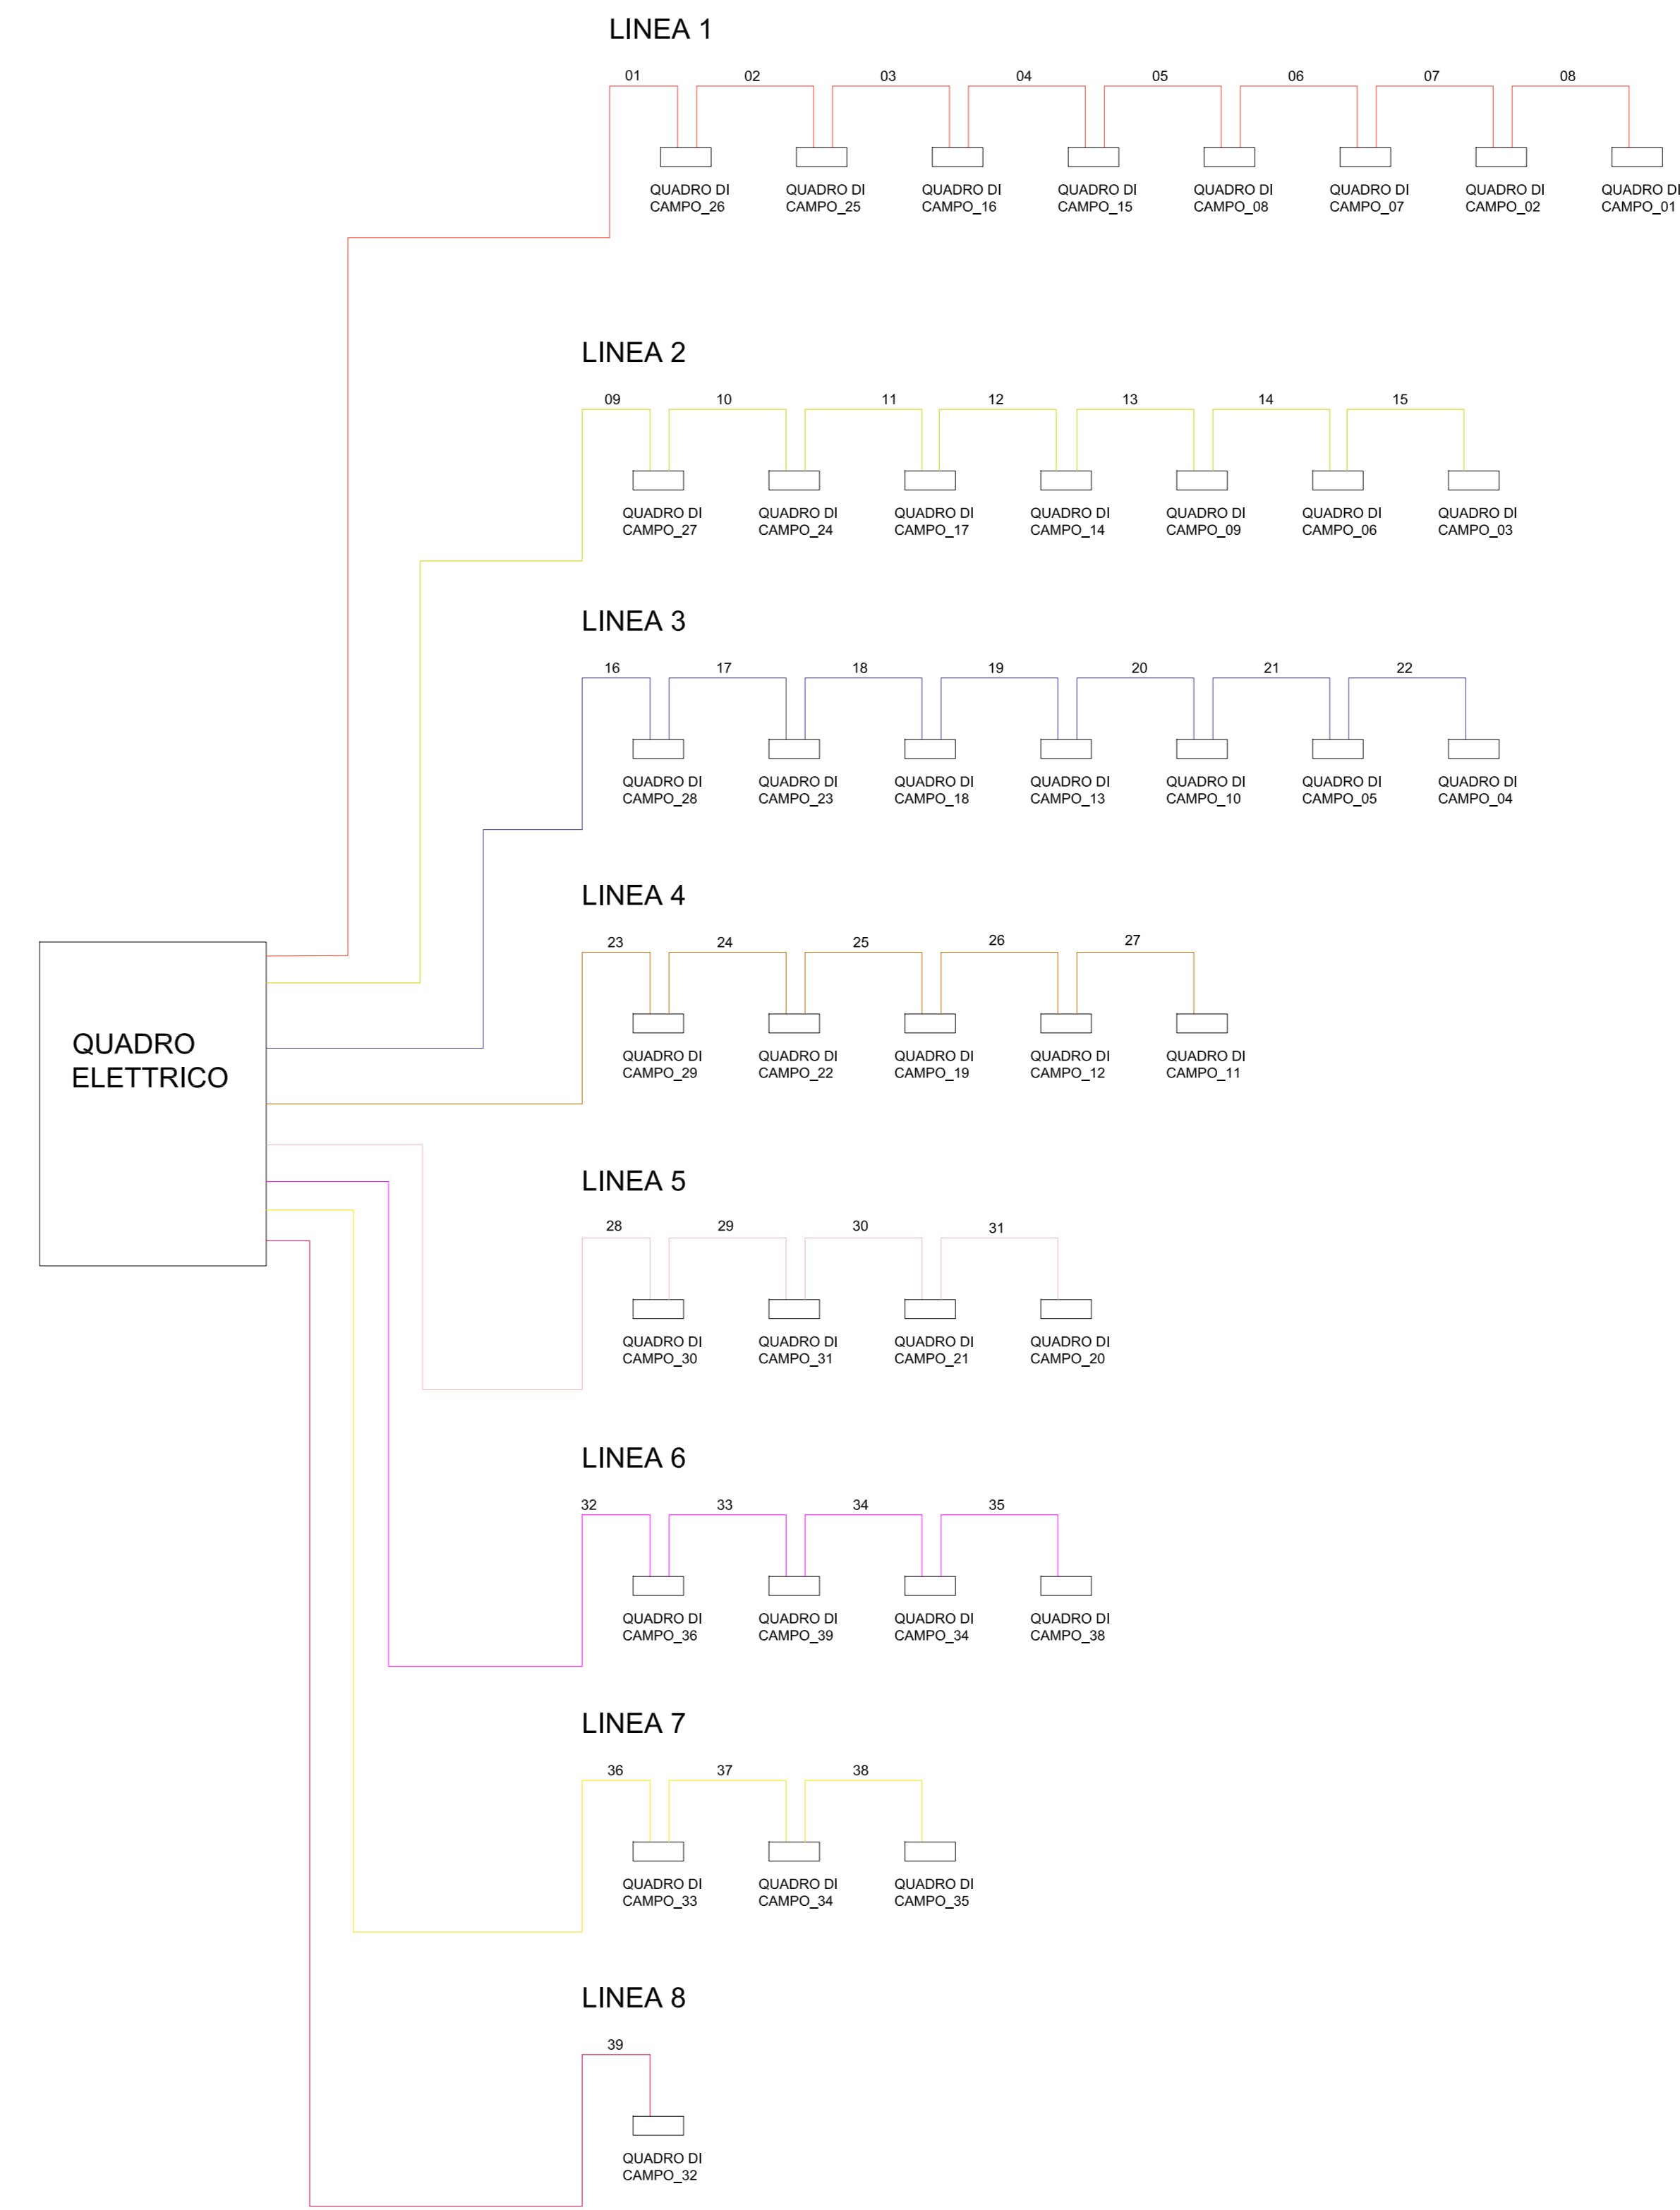 LINEA 1
01 02 03 04 05 06 07 08
QUADRO DI QUADRO DI QUADRO DI QUADRO DI QUADRO DI QUADRO DI QUADRO DI QUADRO DI
CAMPO_26 CAMPO_25 CAMPO_16 CAMPO_15 CAMPO_08 CAMPO_07 CAMPO_02 CAMPO_01
LINEA 2
09 10 11 12 13 14 15
QUADRO DI QUADRO DI QUADRO DI QUADRO DI QUADRO DI QUADRO DI QUADRO DI
CAMPO_27 CAMPO_24 CAMPO_17 CAMPO_14 CAMPO_09 CAMPO_06 CAMPO_03
LINEA 3
16 17 18 19 20 21 22
QUADRO DI QUADRO DI QUADRO DI QUADRO DI QUADRO DI QUADRO DI QUADRO DI
CAMPO_28 CAMPO_23 CAMPO_18 CAMPO_13 CAMPO_10 CAMPO_05 CAMPO_04
LINEA 4
23 24 25 26 27
QUADRO DI QUADRO DI QUADRO DI QUADRO DI QUADRO DI
CAMPO_29 CAMPO_22 CAMPO_19 CAMPO_12 CAMPO_11
QUADRO
ELETTRICO
LINEA 5
28 29 30 31
QUADRO DI QUADRO DI QUADRO DI QUADRO DI
CAMPO_30 CAMPO_31 CAMPO_21 CAMPO_20
LINEA 6
32 33 34 35
QUADRO DI QUADRO DI QUADRO DI QUADRO DI
CAMPO_36 CAMPO_39 CAMPO_34 CAMPO_38
LINEA 7
36 37 38
QUADRO DI QUADRO DI QUADRO DI
CAMPO_33 CAMPO_34 CAMPO_35
LINEA 8
39
QUADRO DI
CAMPO_32